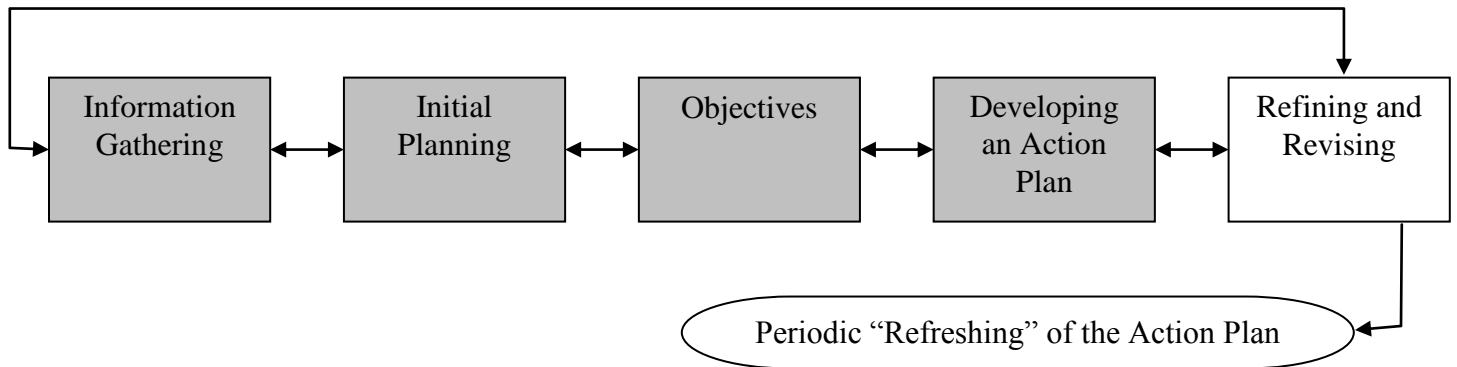 Information
Gathering
Initial
Planning
Objectives
Developing
an Action
Plan
Refining and
Revising
Periodic “Refreshing” of the Action Plan